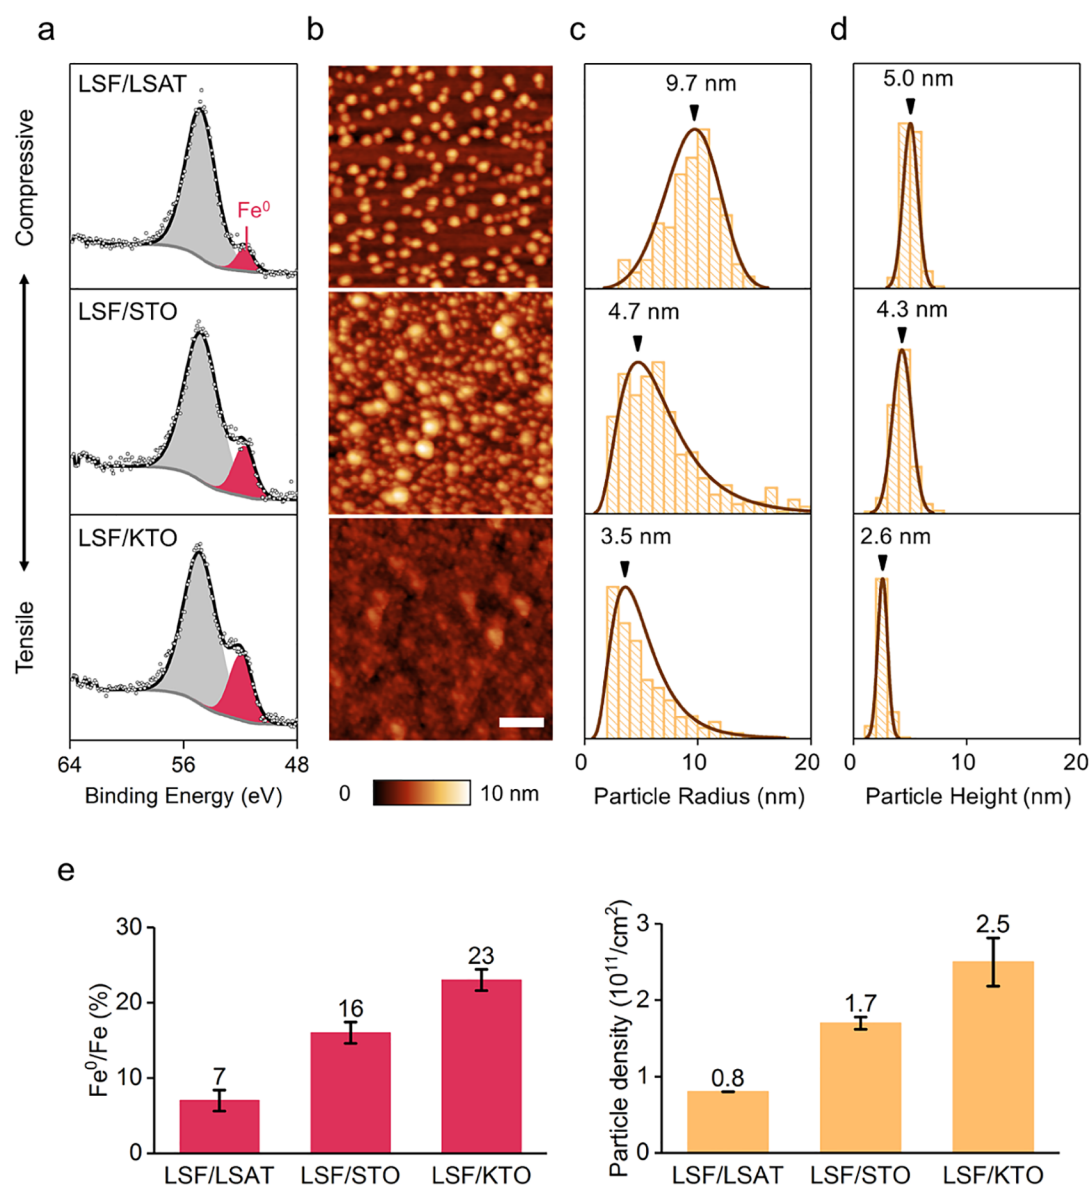 a
b
c
d
Compressive
Tensile
LSF/LSAT
Fe⁰
LSF/STO
LSF/KTO
64
56
48
Binding Energy (eV)
0
10 nm
9.7 nm
4.7 nm
3.5 nm
0
10
20
Particle Radius (nm)
5.0 nm
4.3 nm
2.6 nm
0
10
20
Particle Height (nm)
e
Fe⁰/Fe (%)
30
20
10
0
7
16
23
LSF/LSAT
LSF/STO
LSF/KTO
Particle density (10¹¹/cm²)
3
2
1
0
0.8
1.7
2.5
LSF/LSAT
LSF/STO
LSF/KTO